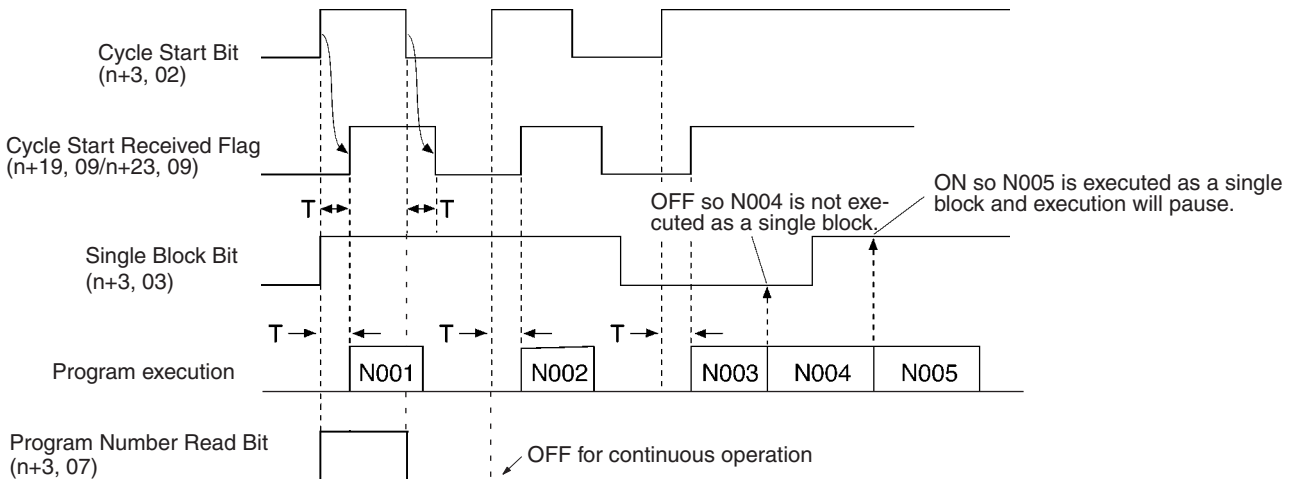 Cycle Start Bit
(n+3, 02)
Cycle Start Received Flag
(n+19, 09/n+23, 09)
OFF so N004 is not exe-
cuted as a single block.
ON so N005 is executed as a single
block and execution will pause.
T T
Single Block Bit
(n+3, 03)
T T T
Program execution
N001 N002 N003 N004 N005
Program Number Read Bit
(n+3, 07)
OFF for continuous operation